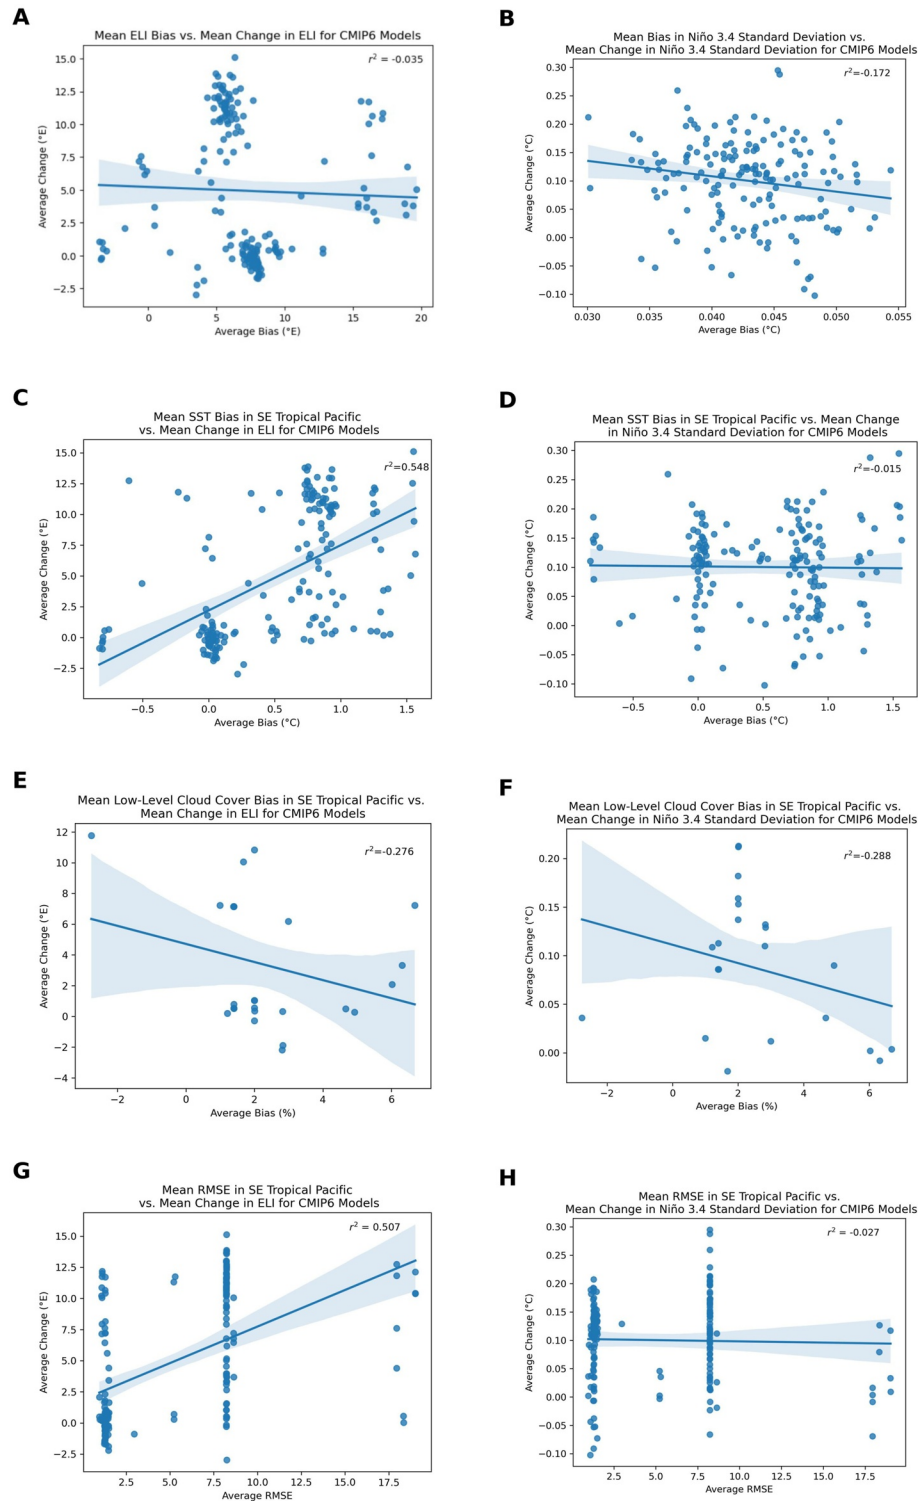 A
Mean ELI Bias vs. Mean Change in ELI for CMIP6 Models
r² = -0.035
15.0
12.5
10.0
7.5
5.0
2.5
0.0
−2.5
Average Change (°E)
0 5 10 15 20
Average Bias (°E)
B
Mean Bias in Niño 3.4 Standard Deviation vs.
Mean Change in Niño 3.4 Standard Deviation for CMIP6 Models
r²=-0.172
0.30
0.25
0.20
0.15
0.10
0.05
0.00
−0.05
−0.10
Average Change (°C)
0.030 0.035 0.040 0.045 0.050 0.055
Average Bias (°C)
C
Mean SST Bias in SE Tropical Pacific
vs. Mean Change in ELI for CMIP6 Models
r²=0.548
15.0
12.5
10.0
7.5
5.0
2.5
0.0
−2.5
Average Change (°E)
−0.5 0.0 0.5 1.0 1.5
Average Bias (°C)
D
Mean SST Bias in SE Tropical Pacific vs. Mean Change
in Niño 3.4 Standard Deviation for CMIP6 Models
r²=-0.015
0.30
0.25
0.20
0.15
0.10
0.05
0.00
−0.05
−0.10
Average Change (°C)
−0.5 0.0 0.5 1.0 1.5
Average Bias (°C)
E
Mean Low-Level Cloud Cover Bias in SE Tropical Pacific vs.
Mean Change in ELI for CMIP6 Models
r²=-0.276
12
10
8
6
4
2
0
−2
−4
Average Change (°E)
−2 0 2 4 6
Average Bias (%)
F
Mean Low-Level Cloud Cover Bias in SE Tropical Pacific vs.
Mean Change in Niño 3.4 Standard Deviation for CMIP6 Models
r²=-0.288
0.20
0.15
0.10
0.05
0.00
Average Change (°C)
−2 0 2 4 6
Average Bias (%)
G
Mean RMSE in SE Tropical Pacific
vs. Mean Change in ELI for CMIP6 Models
r² = 0.507
15.0
12.5
10.0
7.5
5.0
2.5
0.0
−2.5
Average Change (°E)
2.5 5.0 7.5 10.0 12.5 15.0 17.5
Average RMSE
H
Mean RMSE in SE Tropical Pacific vs.
Mean Change in Niño 3.4 Standard Deviation for CMIP6 Models
r² = -0.027
0.30
0.25
0.20
0.15
0.10
0.05
0.00
−0.05
−0.10
Average Change (°C)
2.5 5.0 7.5 10.0 12.5 15.0 17.5
Average RMSE